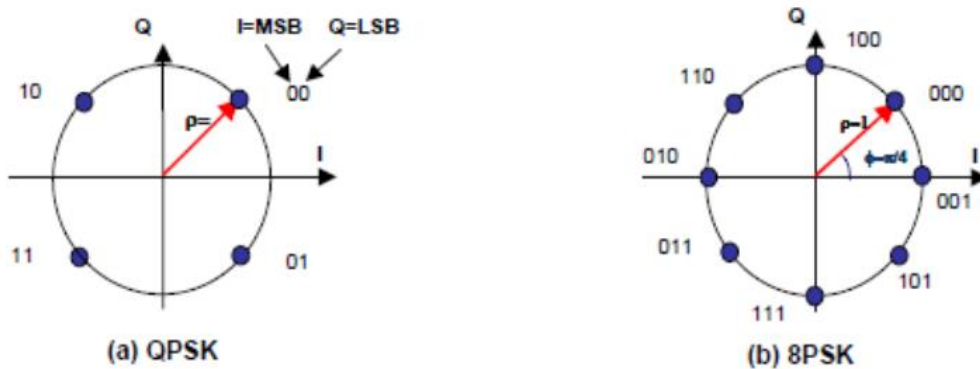 Q I=MSB Q=LSB
10 00
ρ=
I
11 01
(a) QPSK
Q
100
110 000
ρ=1
ϕ=π/4
010 I
001
011 101
111
(b) 8PSK